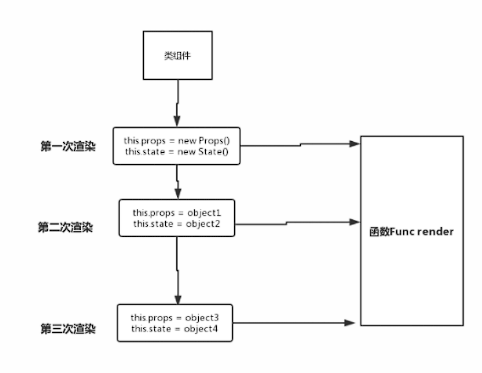 类组件
第一次渲染
this.props = new Props()
this.state = new State()
第二次渲染
this.props = object1
this.state = object2
函数Func render
第三次渲染
this.props = object3
this.state = object4